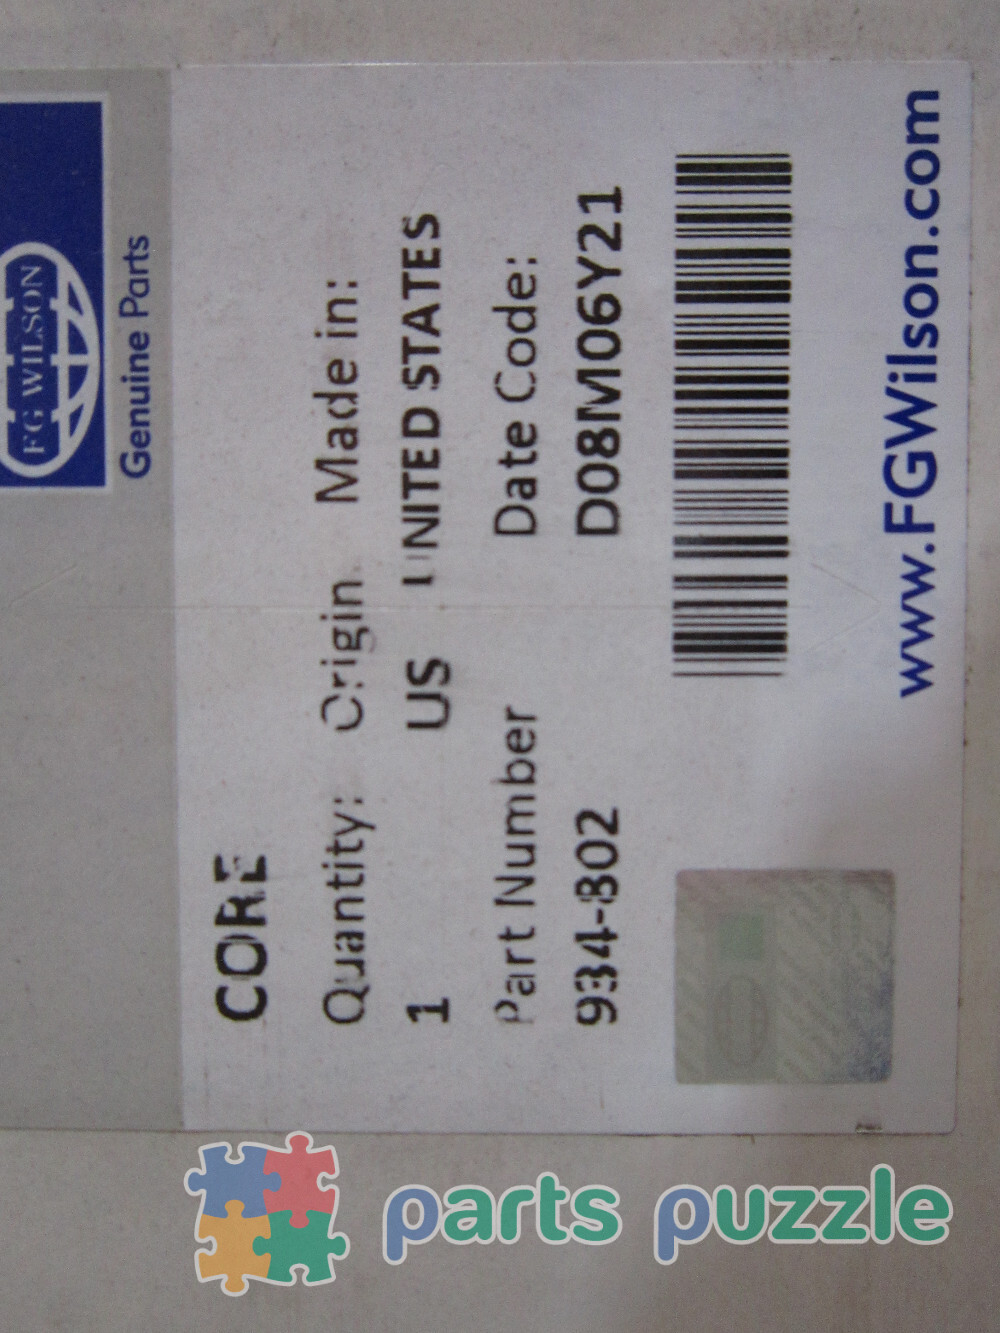 FG WILSON
Genuine Parts
CORE
Quantity: Origin Made in:
1 US UNITED STATES
Part Number Date Code:
934-802 D08M06Y21
www.FGWilson.com
parts puzzle